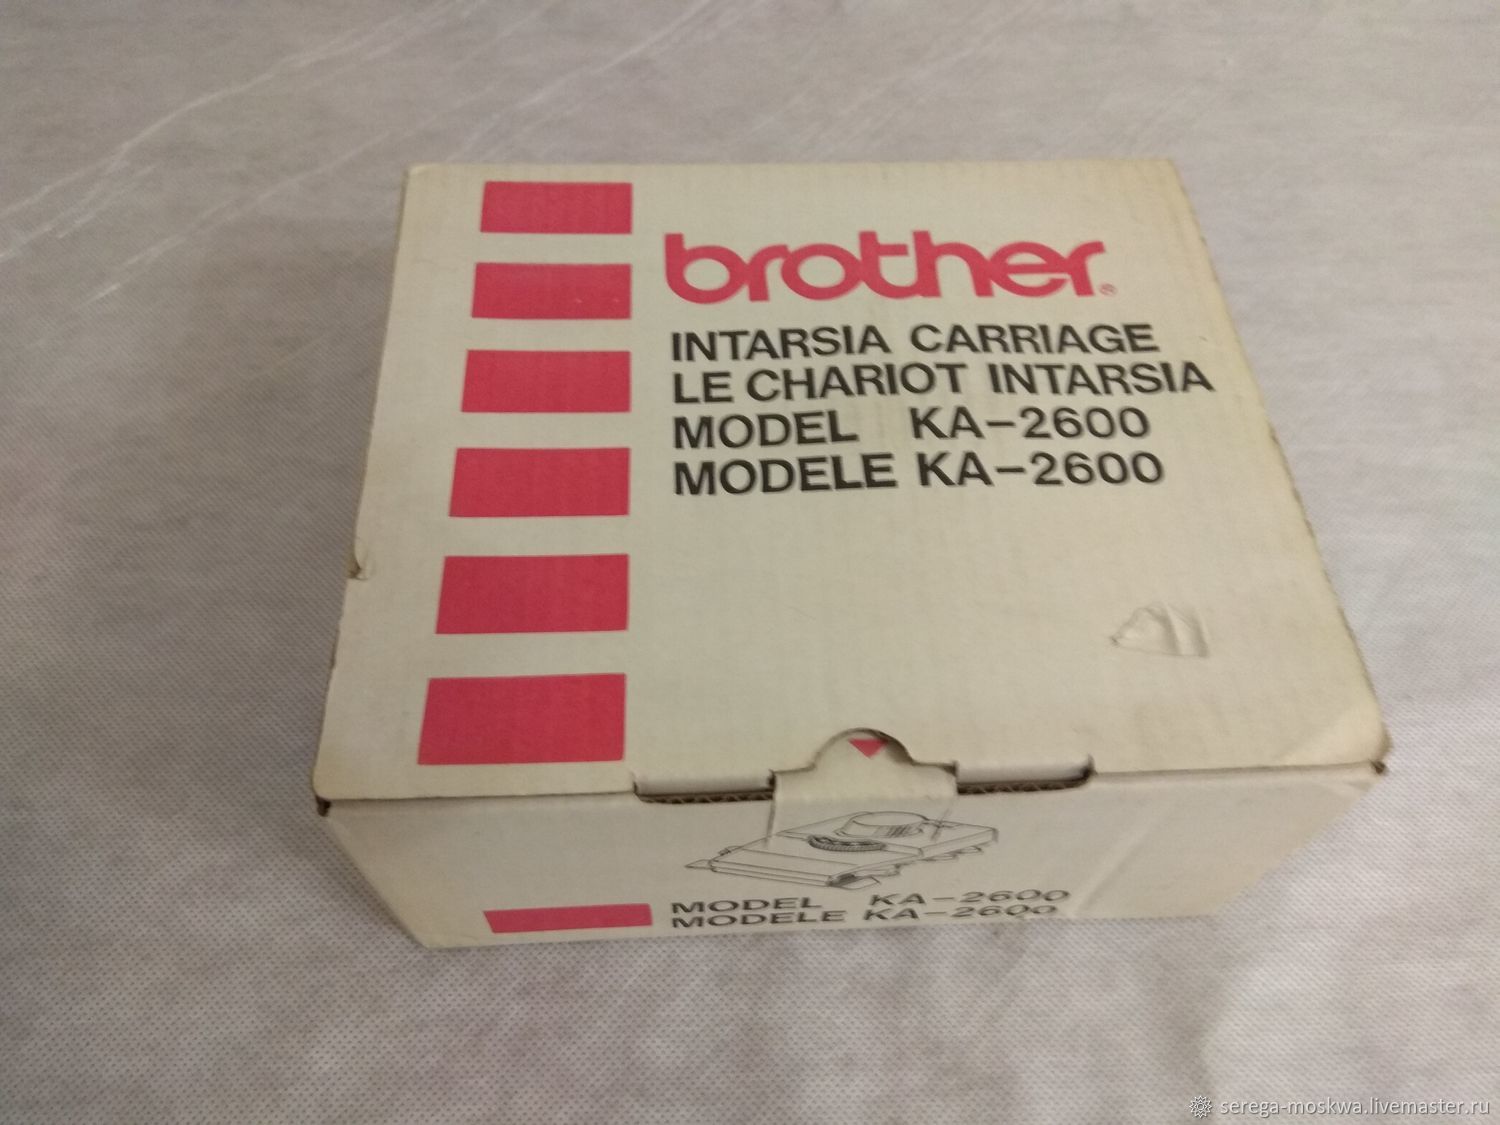 brother®
INTARSIA CARRIAGE
LE CHARIOT INTARSIA
MODEL KA-2600
MODELE KA-2600
MODEL KA-2600
MODELE KA-2600
serega-moskwa.livemaster.ru